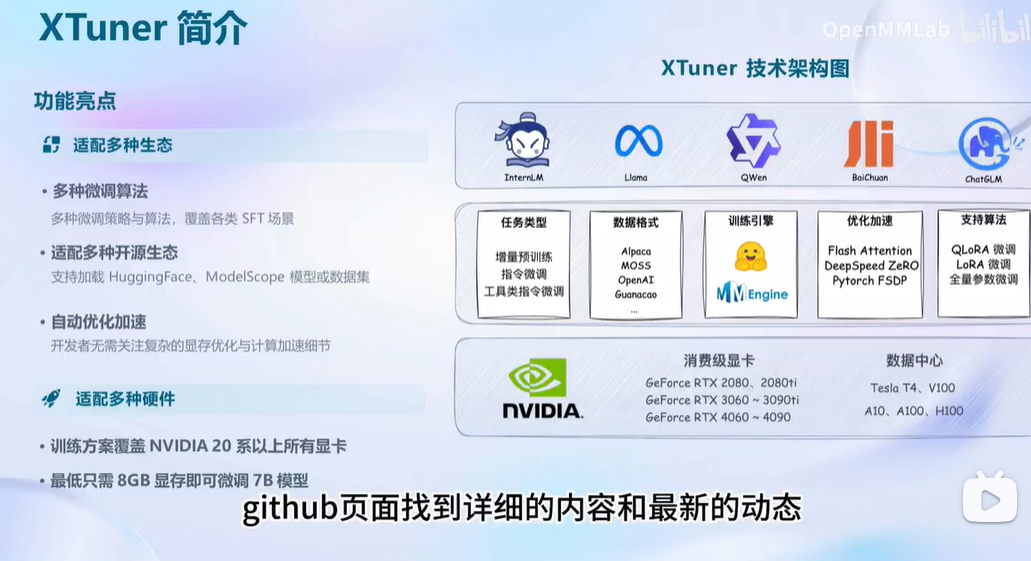 XTuner 简介
OpenMMLab bilibili
功能亮点
适配多种生态
• 多种微调算法
多种微调策略与算法，覆盖各类 SFT 场景
• 适配多种开源生态
支持加载 HuggingFace、ModelScope 模型或数据集
• 自动优化加速
开发者无需关注复杂的显存优化与计算加速细节
适配多种硬件
• 训练方案覆盖 NVIDIA 20 系以上所有显卡
• 最低只需 8GB 显存即可微调 7B 模型
XTuner 技术架构图
InternLM
Llama
QWen
BaiChuan
ChatGLM
任务类型
增量预训练
指令微调
工具类指令微调
数据格式
Alpaca
MOSS
OpenAI
Guanacao
...
训练引擎
MMEngine
优化加速
Flash Attention
DeepSpeed ZeRO
Pytorch FSDP
支持算法
QLoRA 微调
LoRA 微调
全量参数微调
NVIDIA.
消费级显卡
GeForce RTX 2080、2080ti
GeForce RTX 3060 ~ 3090ti
GeForce RTX 4060 ~ 4090
数据中心
Tesla T4、V100
A10、A100、H100
github页面找到详细的内容和最新的动态